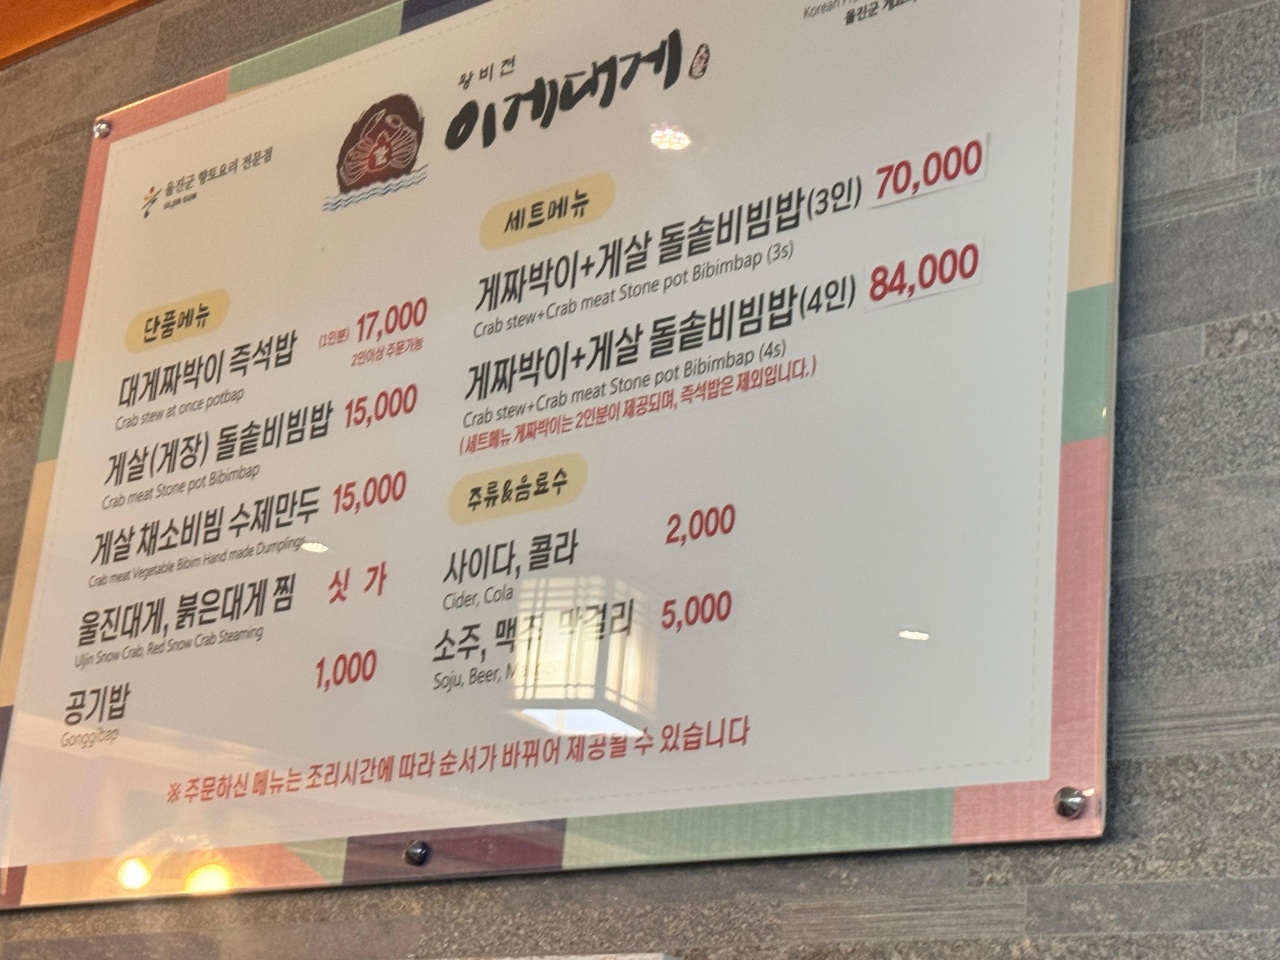 울진군 향토요리 전문점
ULJIN GUN
왕비천
이게대게
단품메뉴
대게짜박이 즉석밥 (1인분) 17,000
Crab stew at once potbap
2인이상 주문가능
게살(게장) 돌솥비빔밥 15,000
Crab meat Stone pot Bibimbap
게살 채소비빔 수제만두 15,000
Crab meat Vegetable Bibim Hand made Dumplings
울진대게, 붉은대게 찜 싯 가
Uljin Snow Crab, Red Snow Crab Steaming
공기밥 1,000
Gonggibap
세트메뉴
게짜박이+게살 돌솥비빔밥(3인) 70,000
Crab stew+Crab meat Stone pot Bibimbap (3s)
게짜박이+게살 돌솥비빔밥(4인) 84,000
Crab stew+Crab meat Stone pot Bibimbap (4s)
(세트메뉴 게짜박이는 2인분이 제공되며, 즉석밥은 제외입니다.)
주류&음료수
사이다, 콜라 2,000
Cider, Cola
소주, 맥주, 막걸리 5,000
Soju, Beer,
※ 주문하신 메뉴는 조리시간에 따라 순서가 바뀌어 제공될 수 있습니다
Korean
울진군